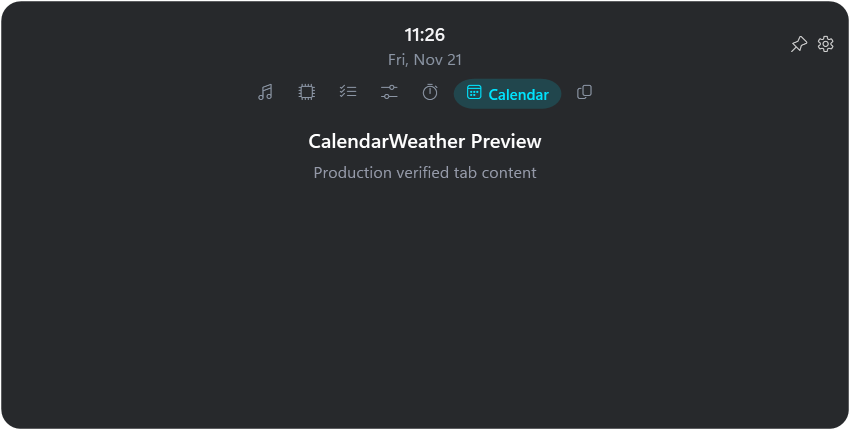 11:26
Fri, Nov 21
Calendar
CalendarWeather Preview
Production verified tab content